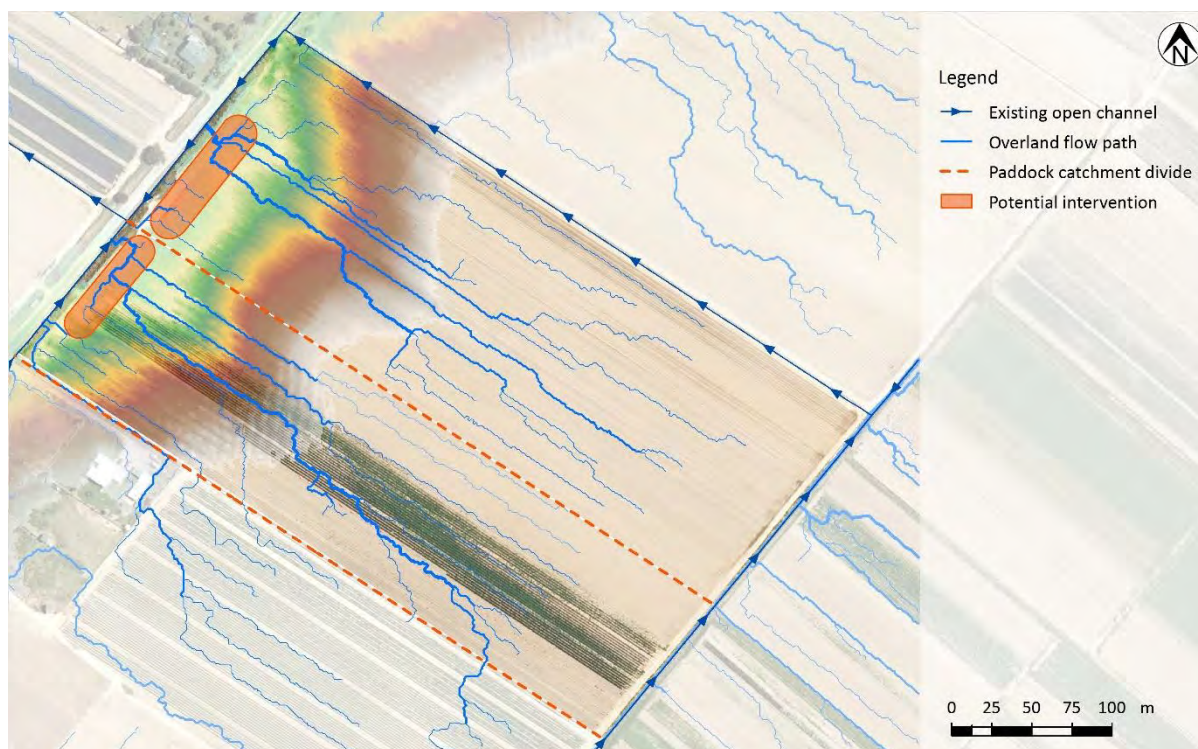 N
Legend
Existing open channel
Overland flow path
Paddock catchment divide
Potential intervention
0 25 50 75 100 m